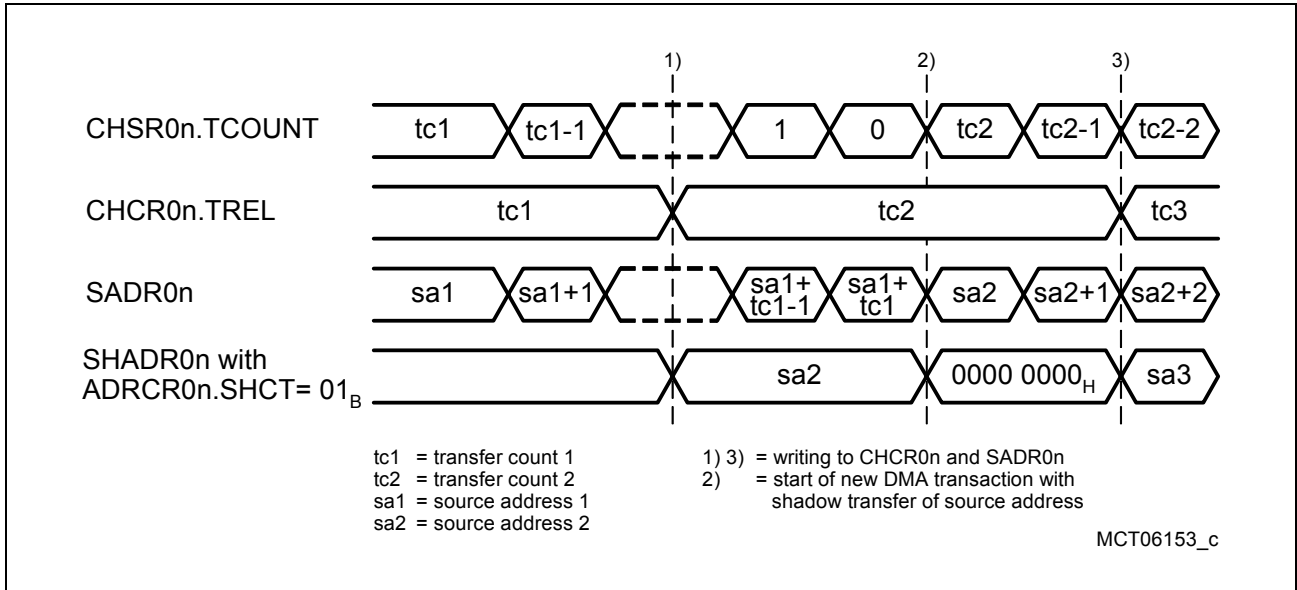 1) 2) 3)
CHSR0n.TCOUNT tc1 tc1-1 1 0 tc2 tc2-1 tc2-2
CHCR0n.TREL tc1 tc2 tc3
SADR0n sa1 sa1+1 sa1+ tc1-1 sa1+ tc1 sa2 sa2+1 sa2+2
SHADR0n with
ADRCR0n.SHCT= 01B sa2 0000 0000H sa3
tc1 = transfer count 1
tc2 = transfer count 2
sa1 = source address 1
sa2 = source address 2
1) 3) = writing to CHCR0n and SADR0n
2) = start of new DMA transaction with
shadow transfer of source address
MCT06153_c